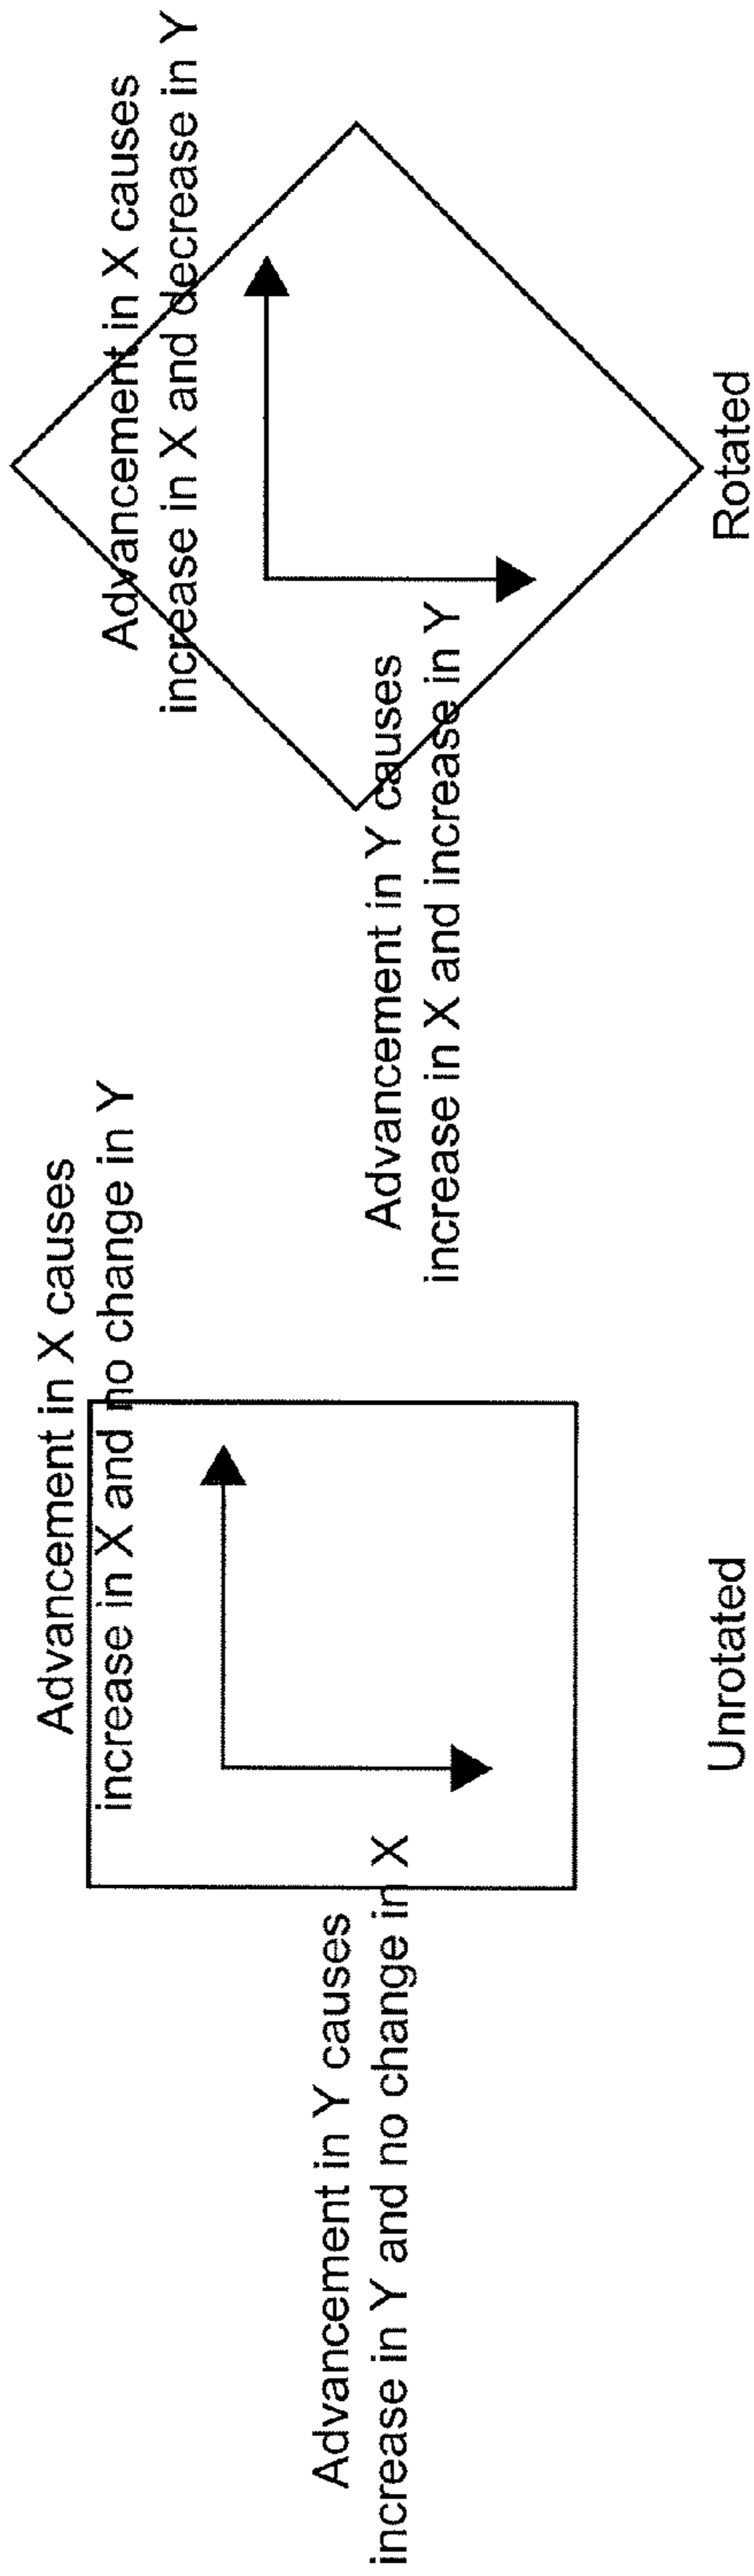 Advancement in X causes
increase in X and no change in Y
Advancement in Y causes
increase in Y and no change in X
Unrotated
Advancement in X causes
increase in X and decrease in Y
Advancement in Y causes
increase in X and increase in Y
Rotated